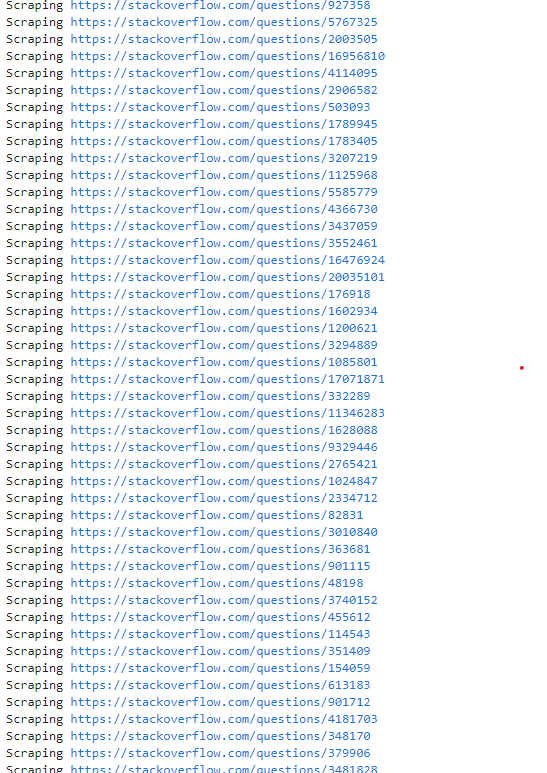 Scraping https://stackoverflow.com/questions/927358
Scraping https://stackoverflow.com/questions/5767325
Scraping https://stackoverflow.com/questions/2003505
Scraping https://stackoverflow.com/questions/16956810
Scraping https://stackoverflow.com/questions/4114095
Scraping https://stackoverflow.com/questions/2906582
Scraping https://stackoverflow.com/questions/503093
Scraping https://stackoverflow.com/questions/1789945
Scraping https://stackoverflow.com/questions/1783405
Scraping https://stackoverflow.com/questions/3207219
Scraping https://stackoverflow.com/questions/1125968
Scraping https://stackoverflow.com/questions/5585779
Scraping https://stackoverflow.com/questions/4366730
Scraping https://stackoverflow.com/questions/3437059
Scraping https://stackoverflow.com/questions/3552461
Scraping https://stackoverflow.com/questions/16476924
Scraping https://stackoverflow.com/questions/20035101
Scraping https://stackoverflow.com/questions/176918
Scraping https://stackoverflow.com/questions/1602934
Scraping https://stackoverflow.com/questions/1200621
Scraping https://stackoverflow.com/questions/3294889
Scraping https://stackoverflow.com/questions/1085801
Scraping https://stackoverflow.com/questions/17071871
Scraping https://stackoverflow.com/questions/332289
Scraping https://stackoverflow.com/questions/11346283
Scraping https://stackoverflow.com/questions/1628088
Scraping https://stackoverflow.com/questions/9329446
Scraping https://stackoverflow.com/questions/2765421
Scraping https://stackoverflow.com/questions/1024847
Scraping https://stackoverflow.com/questions/2334712
Scraping https://stackoverflow.com/questions/82831
Scraping https://stackoverflow.com/questions/3010840
Scraping https://stackoverflow.com/questions/363681
Scraping https://stackoverflow.com/questions/901115
Scraping https://stackoverflow.com/questions/48198
Scraping https://stackoverflow.com/questions/3740152
Scraping https://stackoverflow.com/questions/455612
Scraping https://stackoverflow.com/questions/114543
Scraping https://stackoverflow.com/questions/351409
Scraping https://stackoverflow.com/questions/154059
Scraping https://stackoverflow.com/questions/613183
Scraping https://stackoverflow.com/questions/901712
Scraping https://stackoverflow.com/questions/4181703
Scraping https://stackoverflow.com/questions/348170
Scraping https://stackoverflow.com/questions/379906
Scraping https://stackoverflow.com/questions/3481828